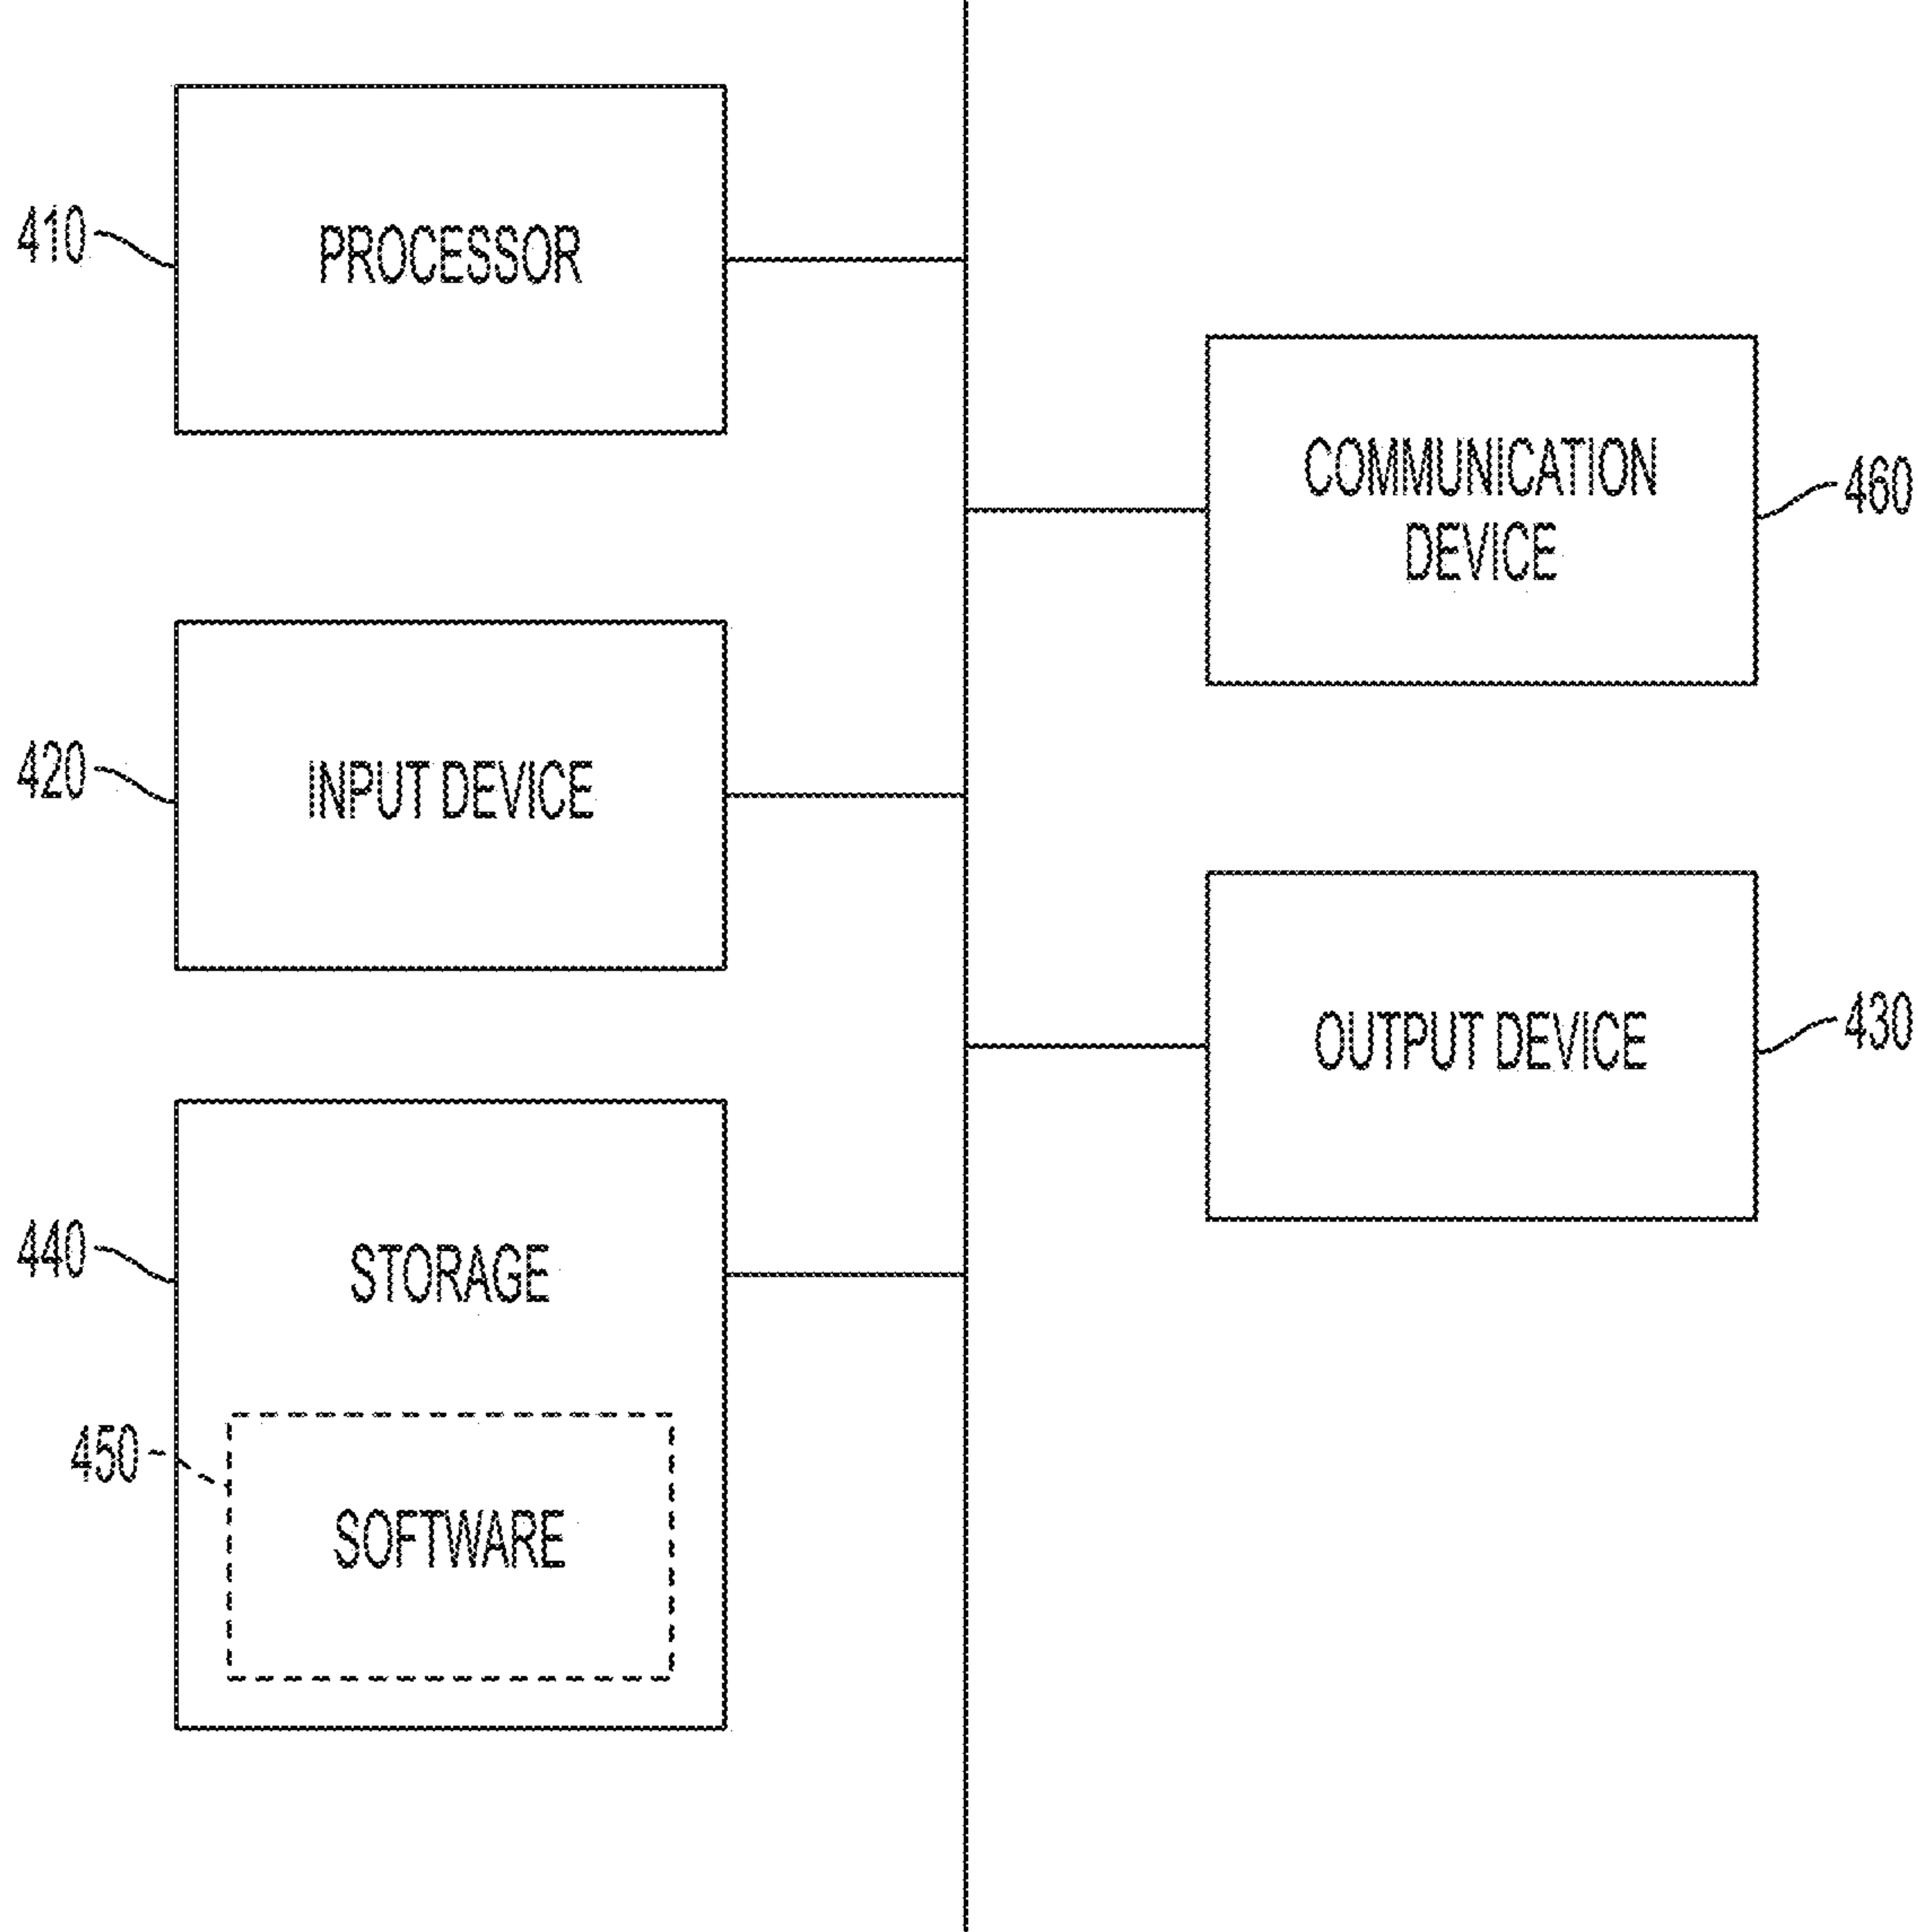 410
PROCESSOR
COMMUNICATION
DEVICE
460
420
INPUT DEVICE
OUTPUT DEVICE
430
440
STORAGE
450
SOFTWARE